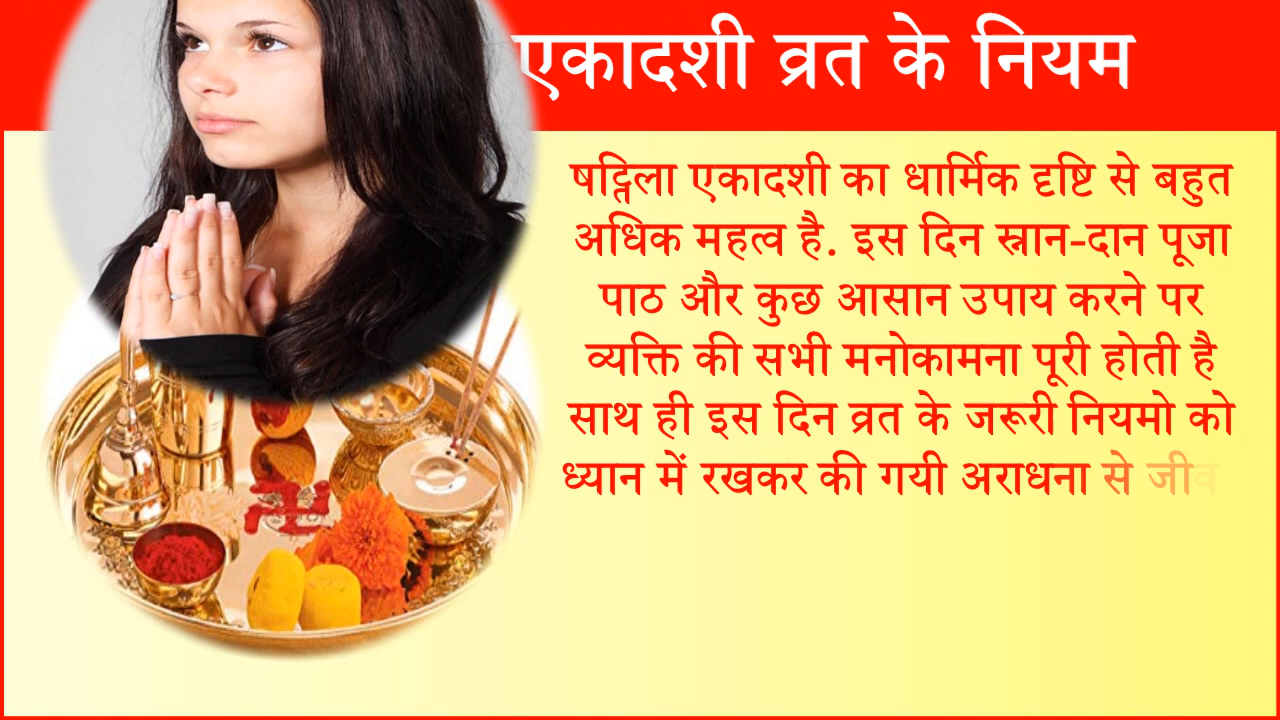 एकादशी व्रत के नियम
षट्तिला एकादशी का धार्मिक दृष्टि से बहुत
अधिक महत्व है. इस दिन स्नान-दान पूजा
पाठ और कुछ आसान उपाय करने पर
व्यक्ति की सभी मनोकामना पूरी होती है
साथ ही इस दिन व्रत के जरूरी नियमो को
ध्यान में रखकर की गयी अराधना से जीव